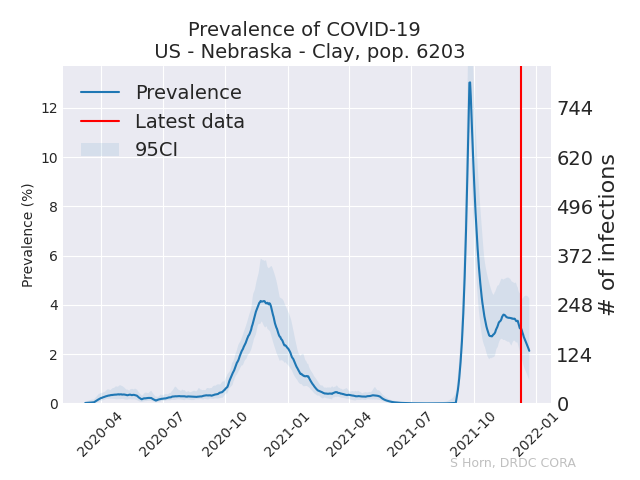 Prevalence of COVID-19
US - Nebraska - Clay, pop. 6203
Prevalence
Latest data
95CI
Prevalence (%)
12
10
8
6
4
2
0
744
620
496
372
248
124
0
# of infections
2020-04
2020-07
2020-10
2021-01
2021-04
2021-07
2021-10
2022-01
S Horn, DRDC CORA